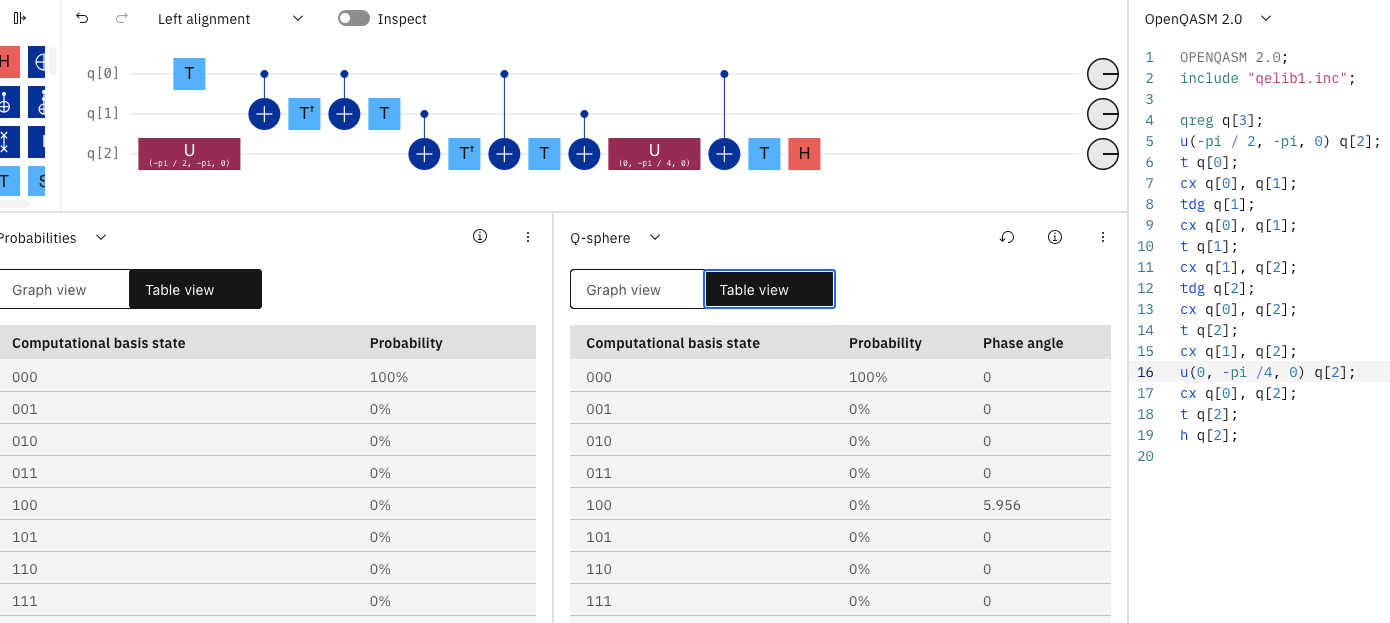 Left alignment
Inspect
OpenQASM 2.0
H
T
S
q[0]
T
q[1]
T†
T
q[2]
U
(-pi / 2, -pi, 0)
T†
T
U
(0, -pi / 4, 0)
T
H
Probabilities
Graph view
Table view
Computational basis state Probability
000 100%
001 0%
010 0%
011 0%
100 0%
101 0%
110 0%
111 0%
Q-sphere
Graph view
Table view
Computational basis state Probability Phase angle
000 100% 0
001 0% 0
010 0% 0
011 0% 0
100 0% 5.956
101 0% 0
110 0% 0
111 0% 0
1 OPENQASM 2.0;
2 include "qelib1.inc";
3
4 qreg q[3];
5 u(-pi / 2, -pi, 0) q[2];
6 t q[0];
7 cx q[0], q[1];
8 tdg q[1];
9 cx q[0], q[1];
10 t q[1];
11 cx q[1], q[2];
12 tdg q[2];
13 cx q[0], q[2];
14 t q[2];
15 cx q[1], q[2];
16 u(0, -pi /4, 0) q[2];
17 cx q[0], q[2];
18 t q[2];
19 h q[2];
20